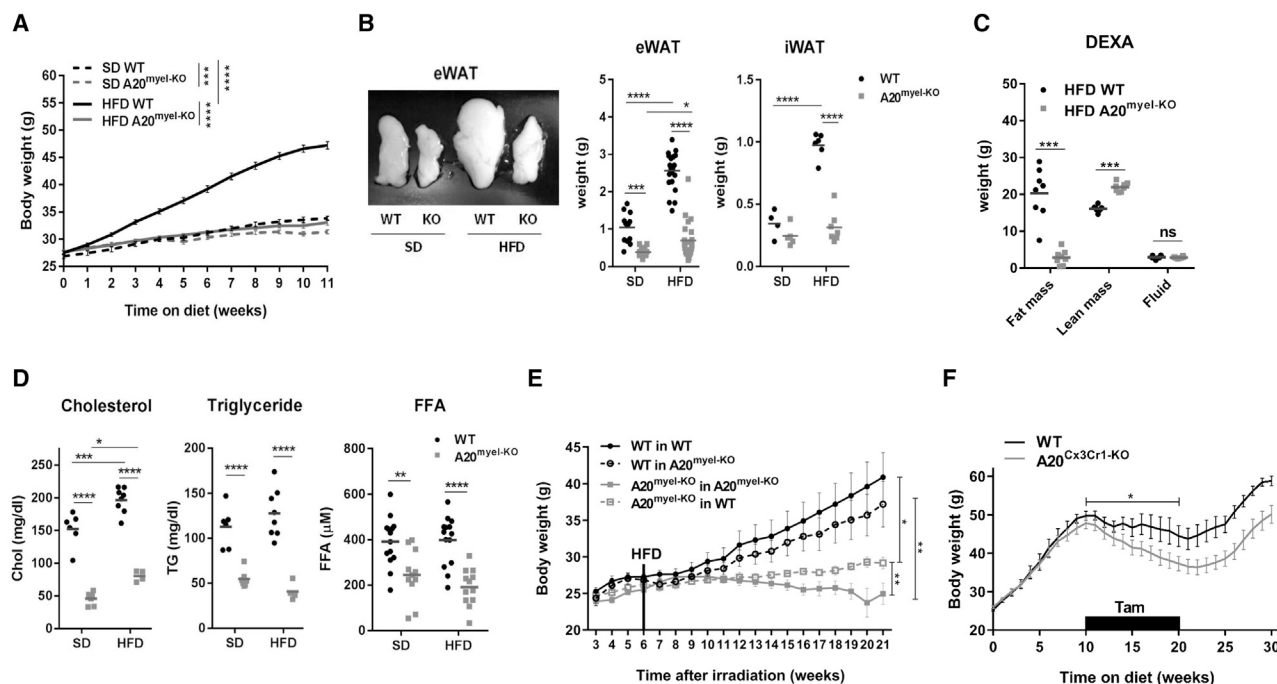 A
SD WT
SD A20myel-KO
HFD WT
HFD A20myel-KO
***
****
****
Body weight (g)
60
55
50
45
40
35
30
25
0 1 2 3 4 5 6 7 8 9 10 11
Time on diet (weeks)
B
eWAT
WT KO WT KO
SD HFD
eWAT
weight (g)
5
4
3
2
1
0
****
*
****
***
SD HFD
iWAT
weight (g)
1.5
1.0
0.5
0.0
****
****
SD HFD
WT
A20myel-KO
C
DEXA
HFD WT
HFD A20myel-KO
weight (g)
50
40
30
20
10
0
***
***
ns
Fat mass
Lean mass
Fluid
D
Cholesterol
Chol (mg/dl)
250
200
150
100
50
0
*
***
****
****
SD HFD
Triglyceride
TG (mg/dl)
200
150
100
50
0
****
****
SD HFD
FFA
WT
A20myel-KO
FFA (µM)
800
600
400
200
0
**
****
SD HFD
E
WT in WT
WT in A20myel-KO
A20myel-KO in A20myel-KO
A20myel-KO in WT
Body weight (g)
45
40
35
30
25
20
HFD
*
**
**
3 4 5 6 7 8 9 10 11 12 13 14 15 16 17 18 19 20 21
Time after irradiation (weeks)
F
WT
A20Cx3Cr1-KO
Body weight (g)
60
50
40
30
20
*
Tam
0 5 10 15 20 25 30
Time on diet (weeks)